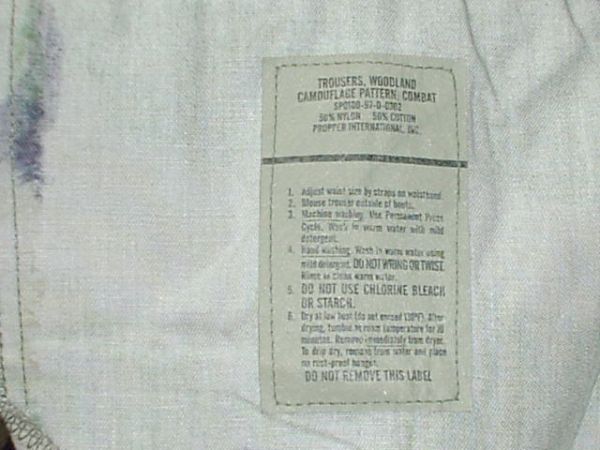 TROUSERS, WOODLAND
CAMOUFLAGE PATTERN, COMBAT
SPO100-97-D-0302
50% NYLON 50% COTTON
PROPPER INTERNATIONAL, INC.
1. Adjust waist size by straps on waistband.
2. Blouse trouser outside of boots.
3. Machine washing. Use Permanent Press
Cycle. Wash in warm water with mild
detergent.
4. Hand washing. Wash in warm water using
mild detergent. DO NOT WRING OR TWIST.
Rinse in clean warm water.
5. DO NOT USE CHLORINE BLEACH
OR STARCH.
6. Dry at low heat (do not exceed 130°F). After
drying, tumble at room temperature for 10
minutes. Remove immediately from dryer.
To drip dry, remove from water and place
on rust-proof hanger.
DO NOT REMOVE THIS LABEL